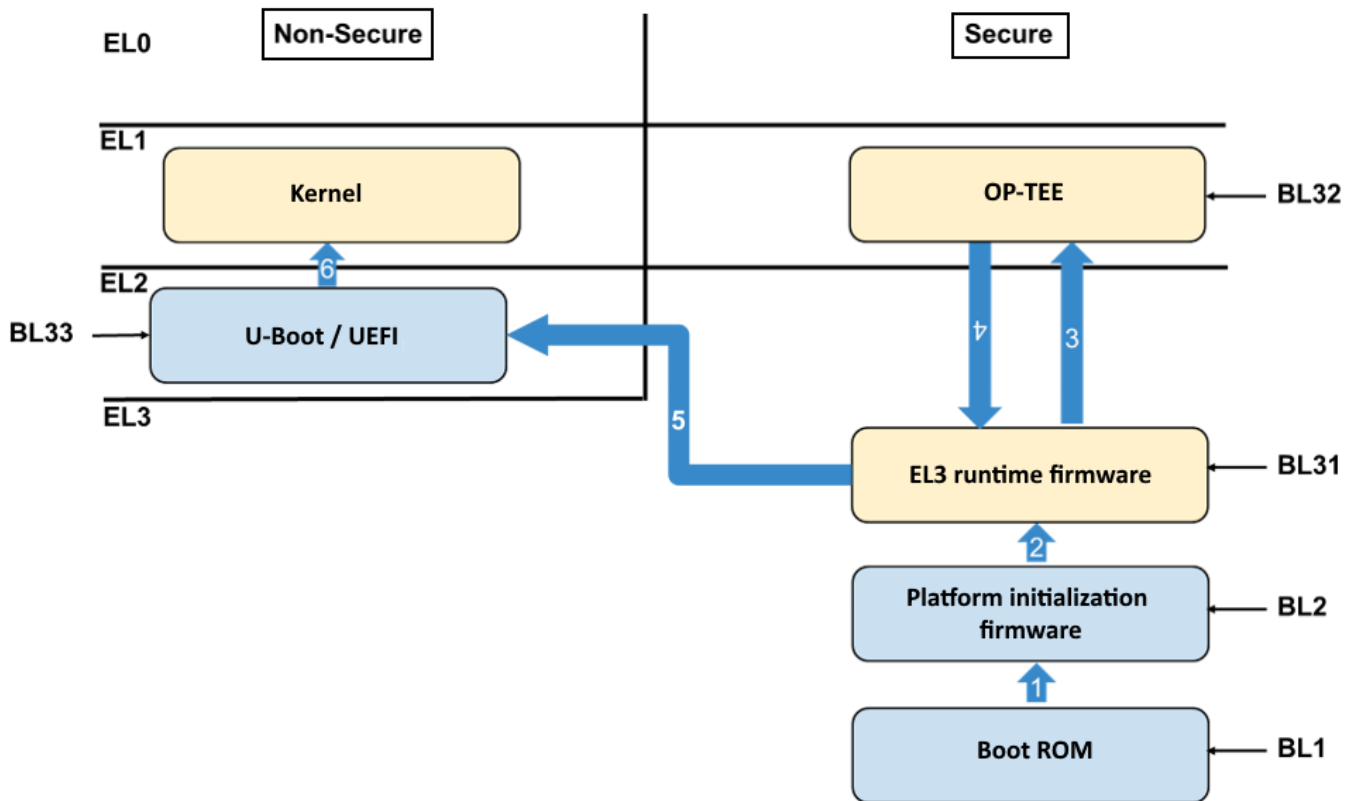 EL0
Non-Secure
Secure
EL1
Kernel
OP-TEE
BL32
6
EL2
BL33
U-Boot / UEFI
4
3
EL3
5
EL3 runtime firmware
BL31
2
Platform initialization
firmware
BL2
1
Boot ROM
BL1